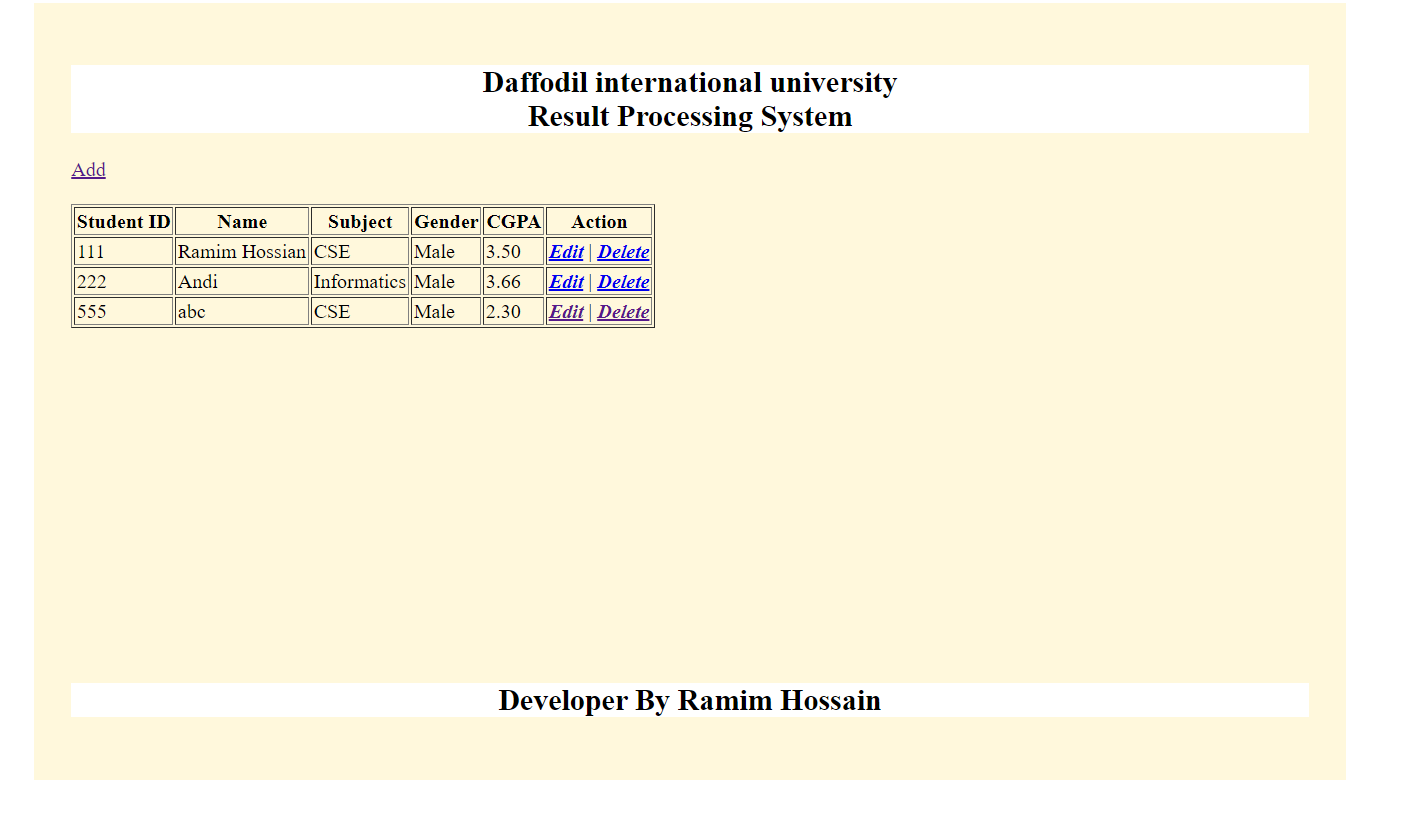 Daffodil international university
Result Processing System
Add
Student ID Name Subject Gender CGPA Action
111 Ramim Hossian CSE Male 3.50 Edit | Delete
222 Andi Informatics Male 3.66 Edit | Delete
555 abc CSE Male 2.30 Edit | Delete
Developer By Ramim Hossain